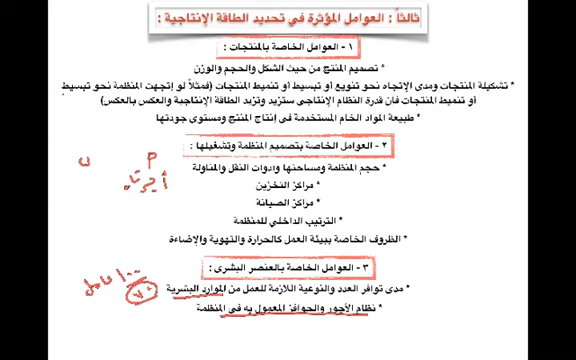 ثالثاً : العوامل المؤثرة في تحديد الطاقة الإنتاجية :
١ - العوامل الخاصة بالمنتجات :
* تصميم المنتج من حيث الشكل والحجم والوزن
* تشكيلة المنتجات ومدى الإتجاه نحو تنويع أو تبسيط أو تنميط المنتجات (فمثلاً لو إتجهت المنظمة نحو تبسيط
أو تنميط المنتجات فان قدرة النظام الإنتاجى ستزيد وتزيد الطاقة الإنتاجية والعكس بالعكس)
* طبيعة المواد الخام المستخدمة فى إنتاج المنتج ومستوى جودتها
٢ - العوامل الخاصة بتصميم المنظمة وتشغيلها :
* حجم المنظمة ومساحتها وادوات النقل والمناولة
* مراكز التخزين
* مراكز الصيانة
* الترتيب الداخلي للمنظمة
* الظروف الخاصة ببيئة العمل كالحرارة والتهوية والإضاءة
٣ - العوامل الخاصة بالعنصر البشرى :
* مدى توافر العدد والنوعية اللازمة للعمل من الموارد البشرية
١٠٠ عامل
* نظام الأجور والحوافز المعمول به فى المنظمة